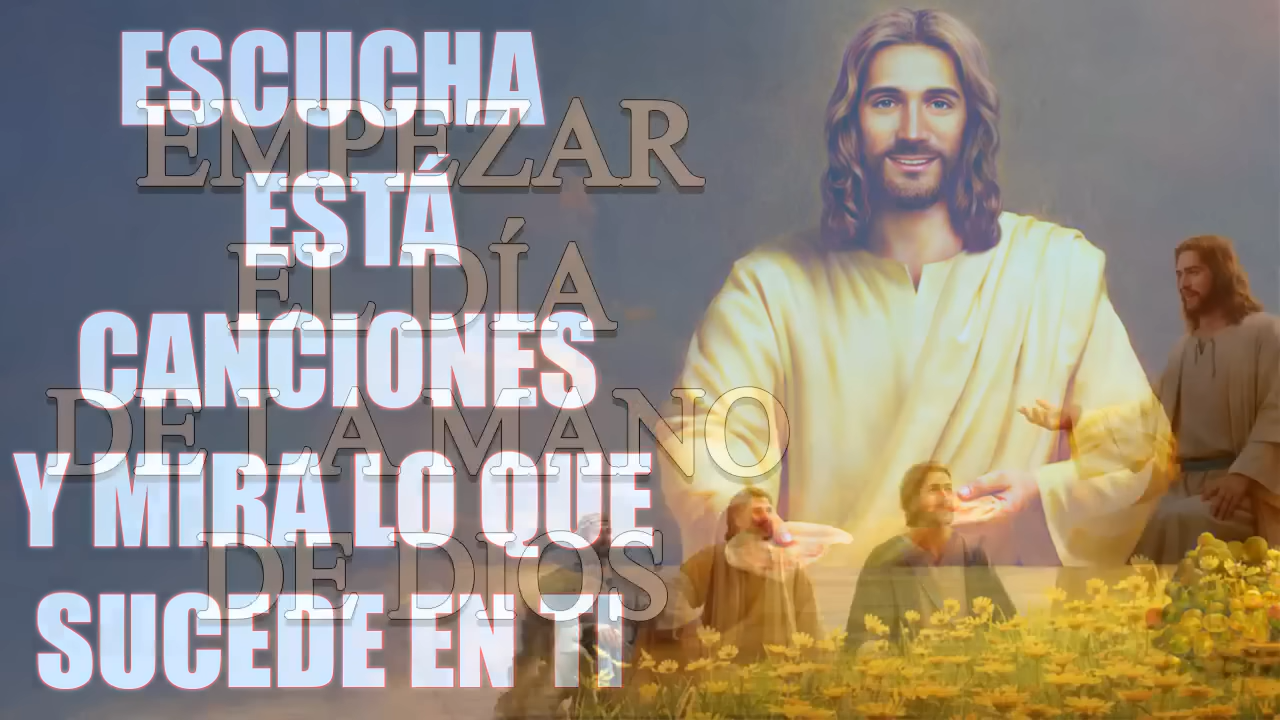 ESCUCHA
ESTÁ
CANCIONES
Y MIRA LO QUE
SUCEDE EN TI
EMPEZAR
EL DÍA
DE LA MANO
DE DIOS